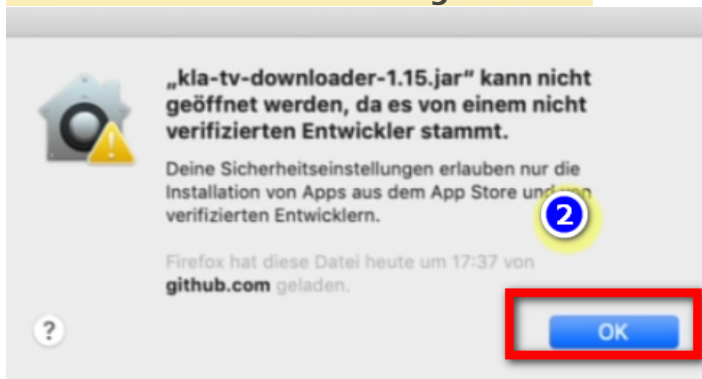 „kla-tv-downloader-1.15.jar“ kann nicht
geöffnet werden, da es von einem nicht
verifizierten Entwickler stammt.
Deine Sicherheitseinstellungen erlauben nur die
Installation von Apps aus dem App Store und von
verifizierten Entwicklern.
2
Firefox hat diese Datei heute um 17:37 von
github.com geladen.
?
OK